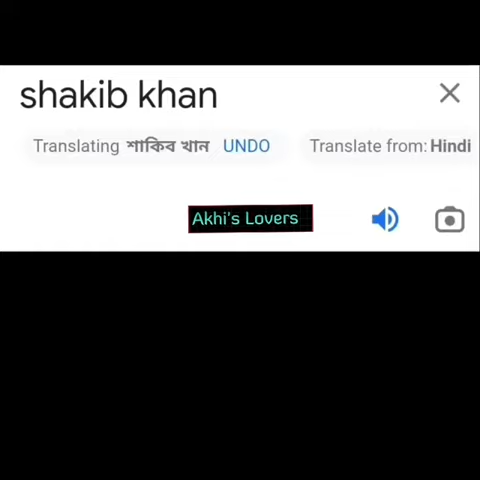 shakib khan
Translating শাকিব খান UNDO Translate from: Hindi
Akhi's Lovers